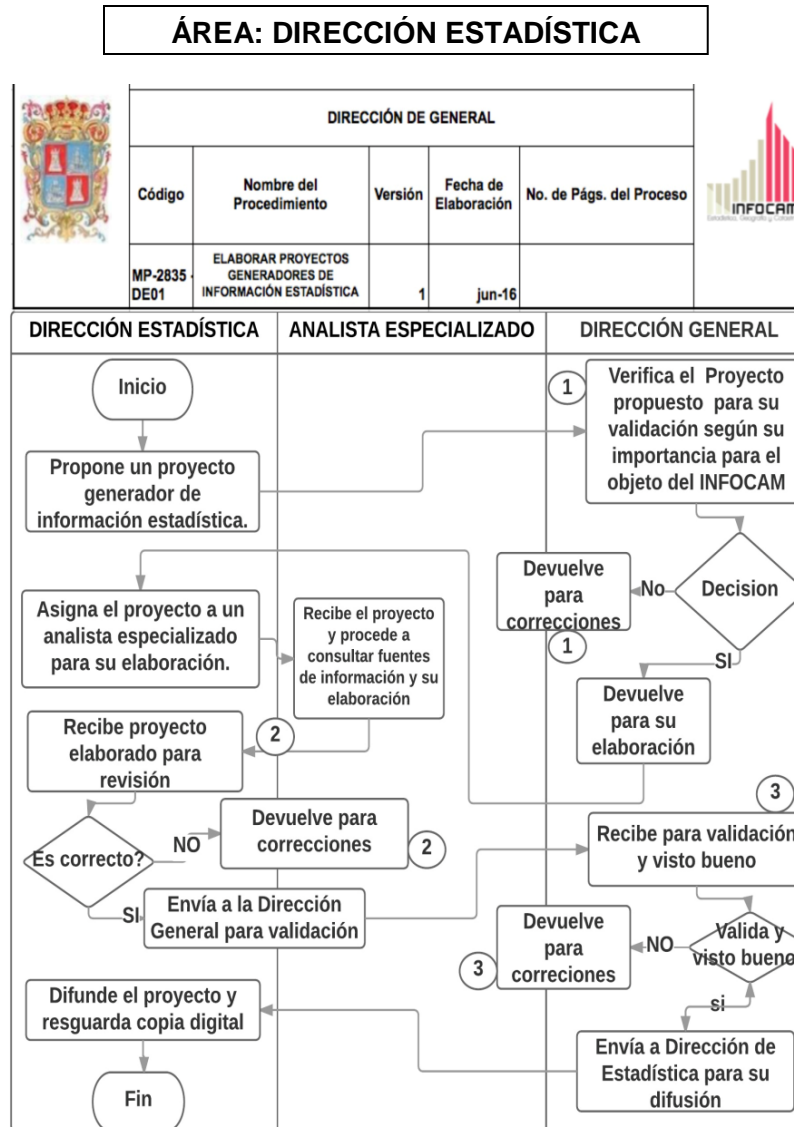 ÁREA: DIRECCIÓN ESTADÍSTICA
DIRECCIÓN DE GENERAL
Código
Nombre del
Procedimiento
Versión
Fecha de
Elaboración
No. de Págs. del Proceso
INFOCAM
MP-2835 -
DE01
ELABORAR PROYECTOS
GENERADORES DE
INFORMACIÓN ESTADÍSTICA
1
jun-16
DIRECCIÓN ESTADÍSTICA
ANALISTA ESPECIALIZADO
DIRECCIÓN GENERAL
Inicio
1
Verifica el Proyecto
propuesto para su
validación según su
importancia para el
objeto del INFOCAM
Propone un proyecto
generador de
información estadística.
Decision
No
Devuelve
para
correcciones
1
SI
Devuelve
para su
elaboración
Asigna el proyecto a un
analista especializado
para su elaboración.
Recibe el proyecto
y procede a
consultar fuentes
de información y su
elaboración
2
Recibe proyecto
elaborado para
revisión
Es correcto?
NO
Devuelve para
correcciones
2
SI
Envía a la Dirección
General para validación
3
Recibe para validación
y visto bueno
Valida y
visto bueno
NO
Devuelve
para
correciones
3
si
Envía a Dirección de
Estadística para su
difusión
Difunde el proyecto y
resguarda copia digital
Fin